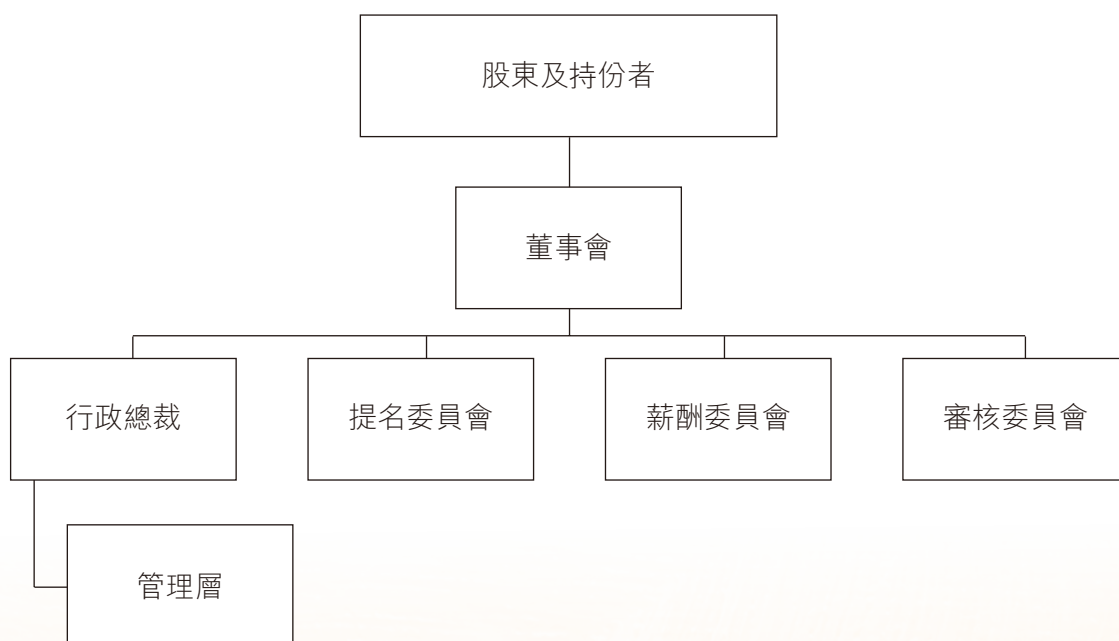 股東及持份者
董事會
行政總裁
提名委員會
薪酬委員會
審核委員會
管理層